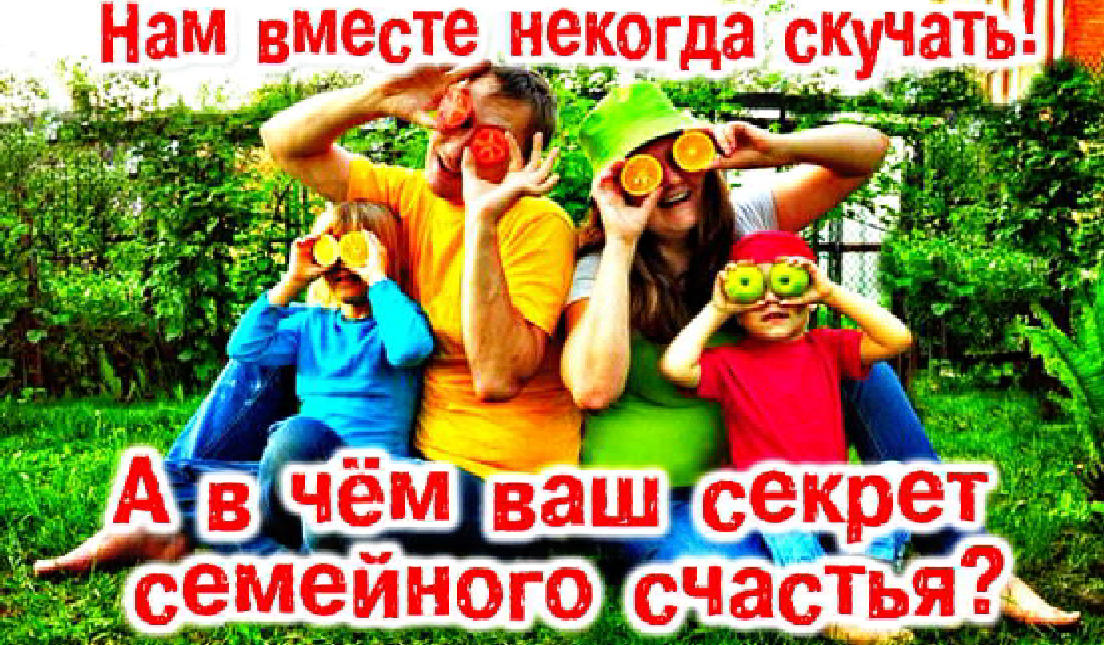 Нам вместе некогда скучать!
А в чём ваш секрет
семейного счастья?